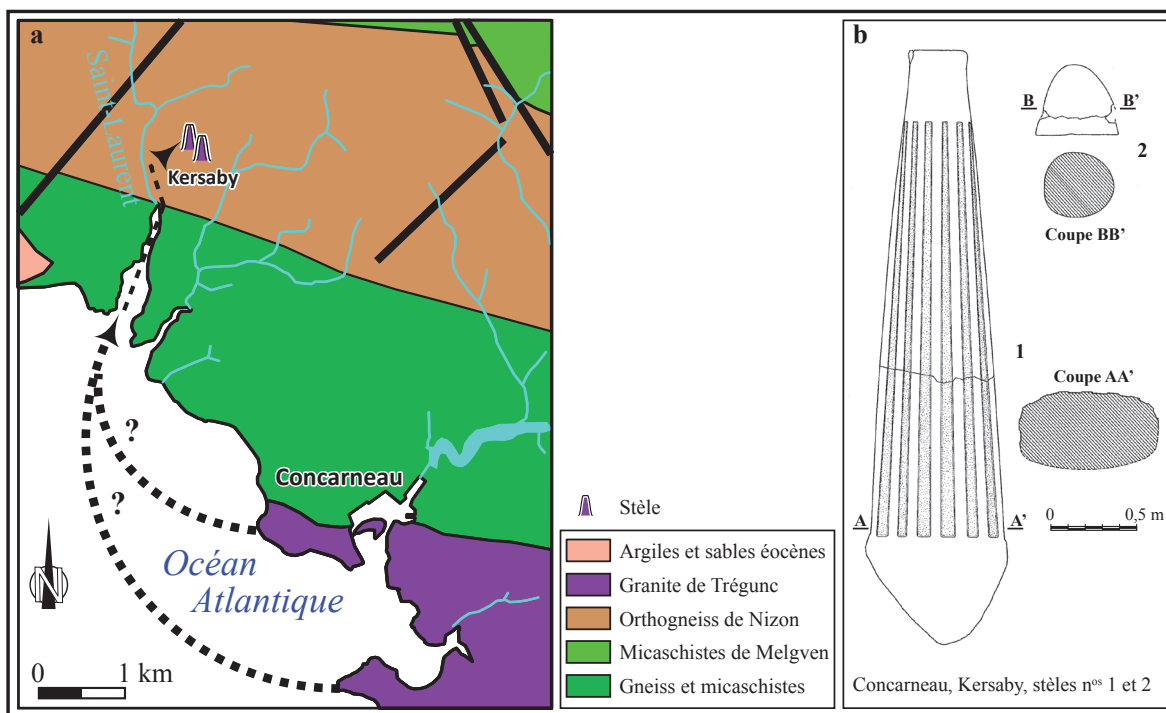 a
Saint-Laurent
Kersaby
?
?
Concarneau
Océan
Atlantique
N
0 1 km
Stèle
Argiles et sables éocènes
Granite de Trégunc
Orthogneiss de Nizon
Micaschistes de Melgven
Gneiss et micaschistes
b
B B’
2
Coupe BB’
1
Coupe AA’
A A’
0 0,5 m
Concarneau, Kersaby, stèles nos 1 et 2